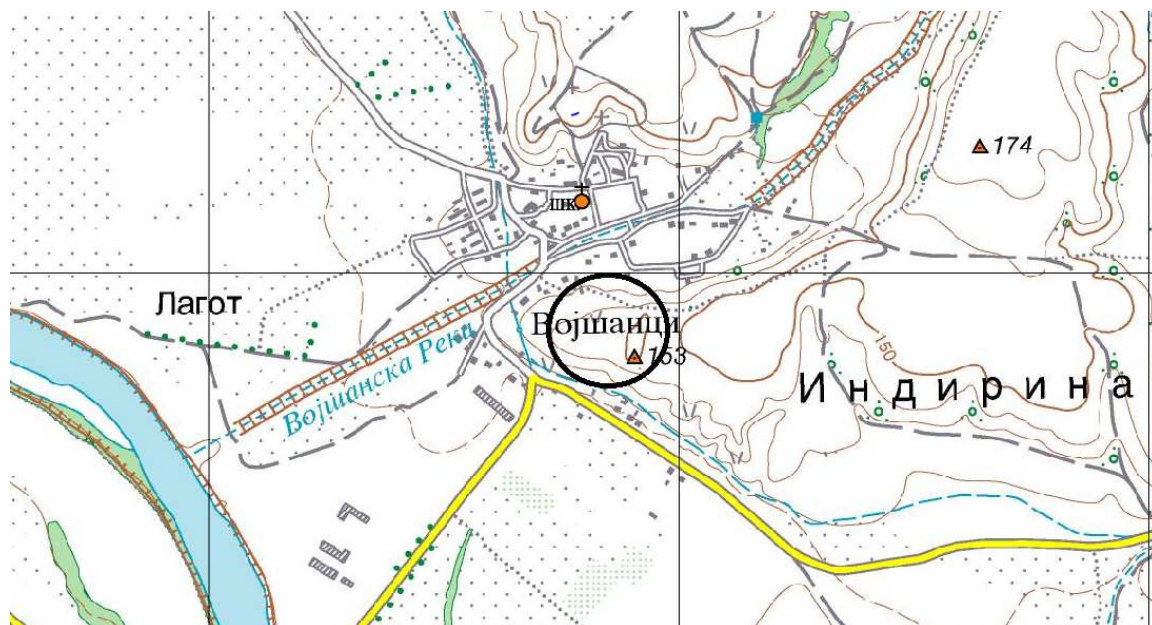 174
шк
Лагот
Војшанци
153
150
Војшанска Река
Индирина